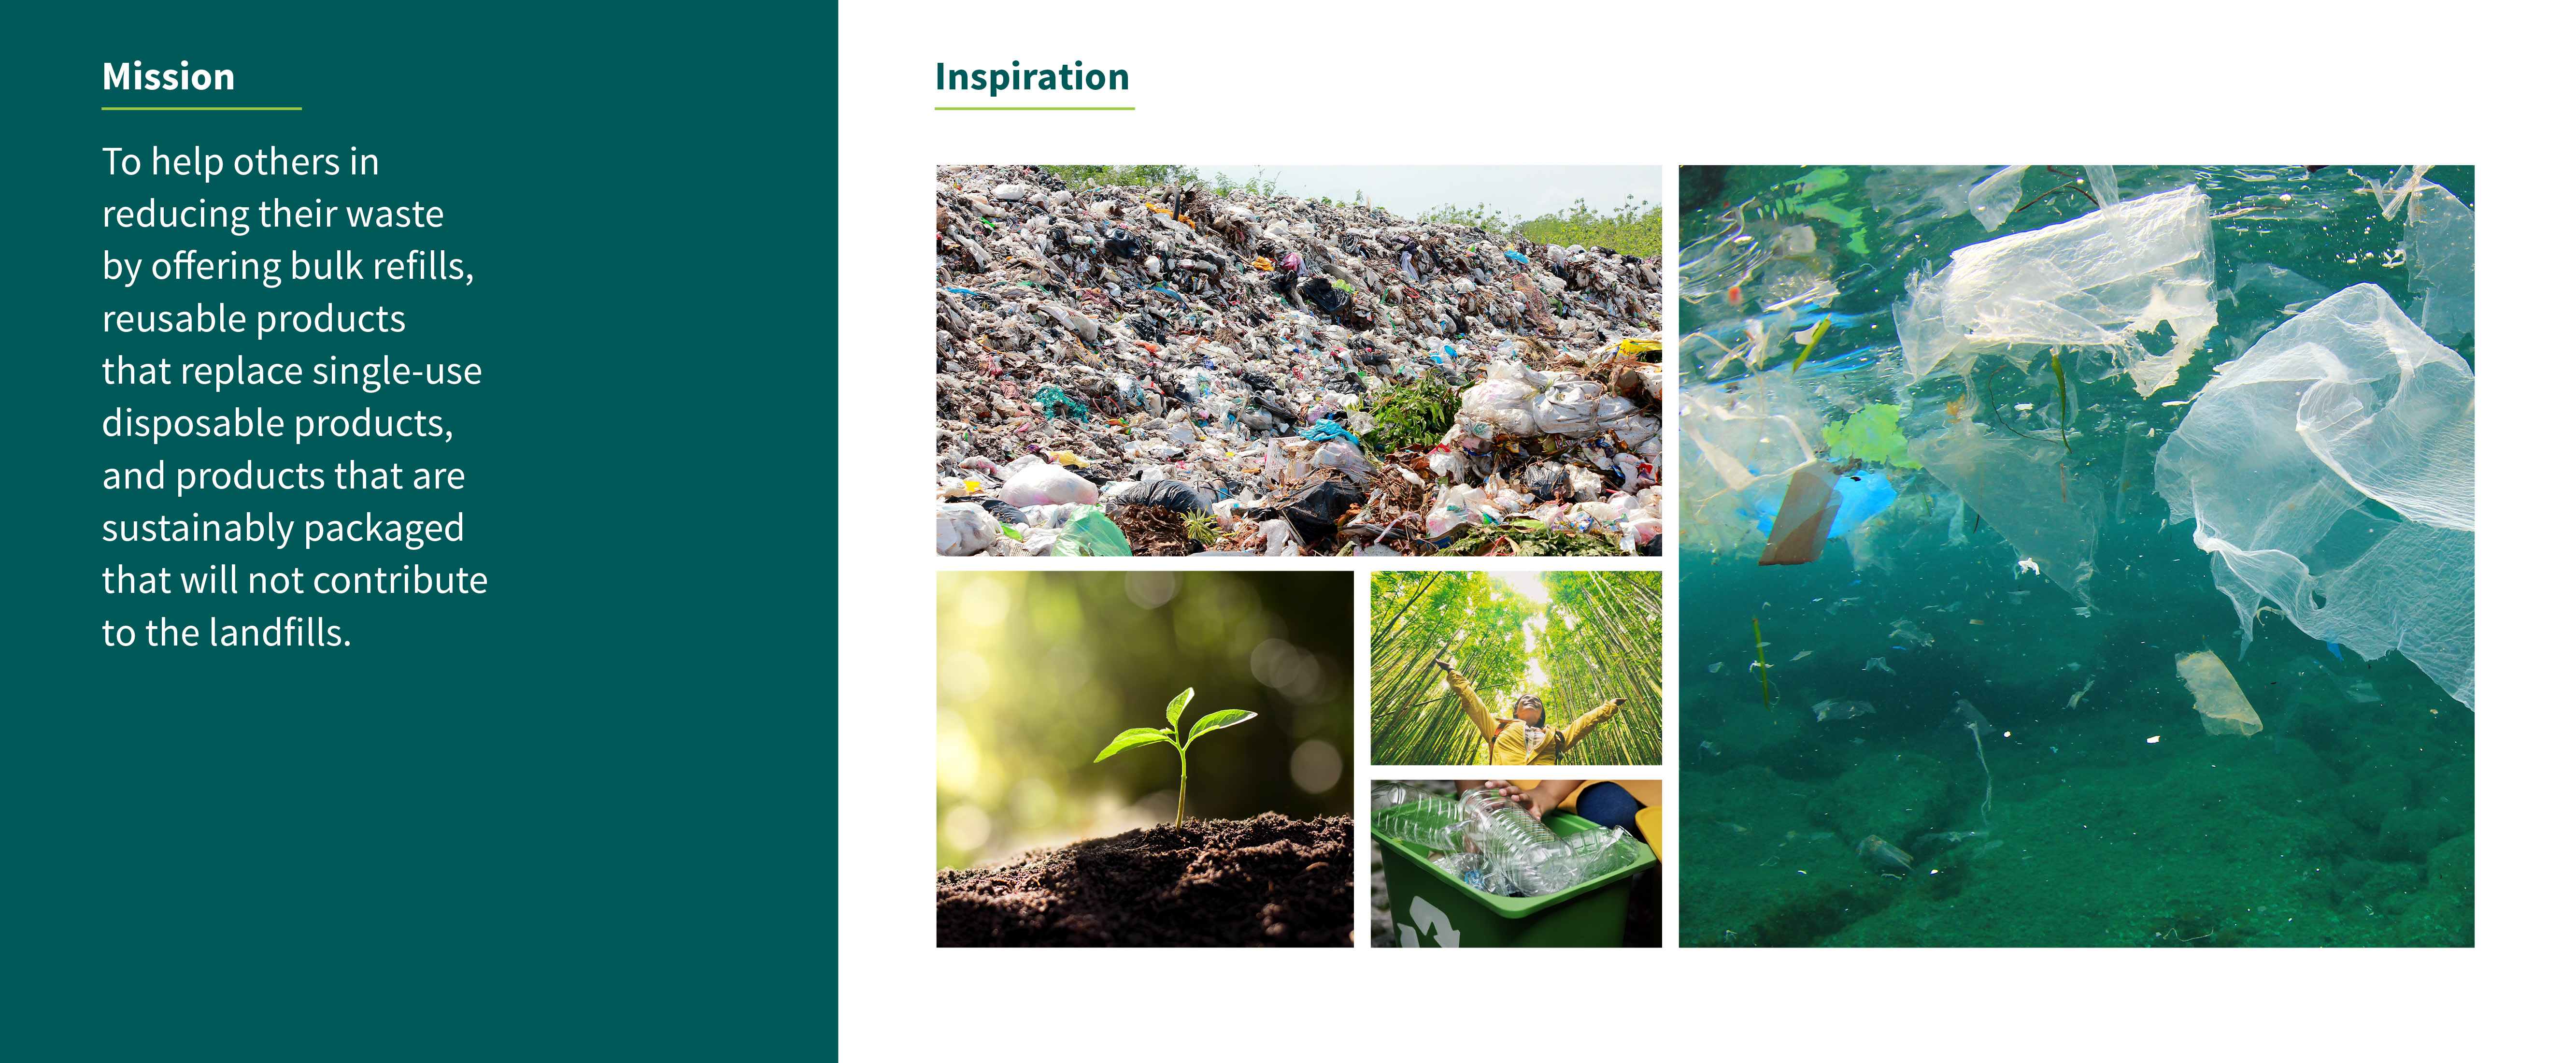 Mission
To help others in
reducing their waste
by offering bulk refills,
reusable products
that replace single-use
disposable products,
and products that are
sustainably packaged
that will not contribute
to the landfills.
Inspiration